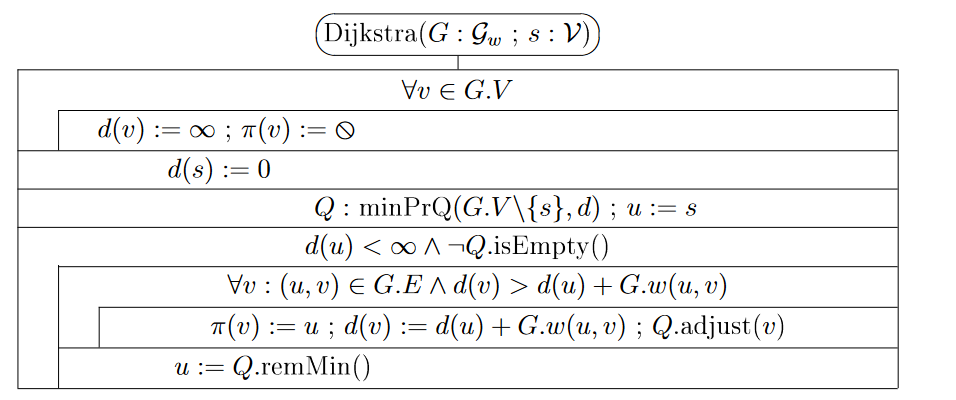 Dijkstra(G : 𝒢_w ; s : 𝒱)
∀v ∈ G.V
d(v) := ∞ ; π(v) := ⦸
d(s) := 0
Q : minPrQ(G.V\{s}, d) ; u := s
d(u) < ∞ ∧ ¬Q.isEmpty()
∀v : (u, v) ∈ G.E ∧ d(v) > d(u) + G.w(u, v)
π(v) := u ; d(v) := d(u) + G.w(u, v) ; Q.adjust(v)
u := Q.remMin()